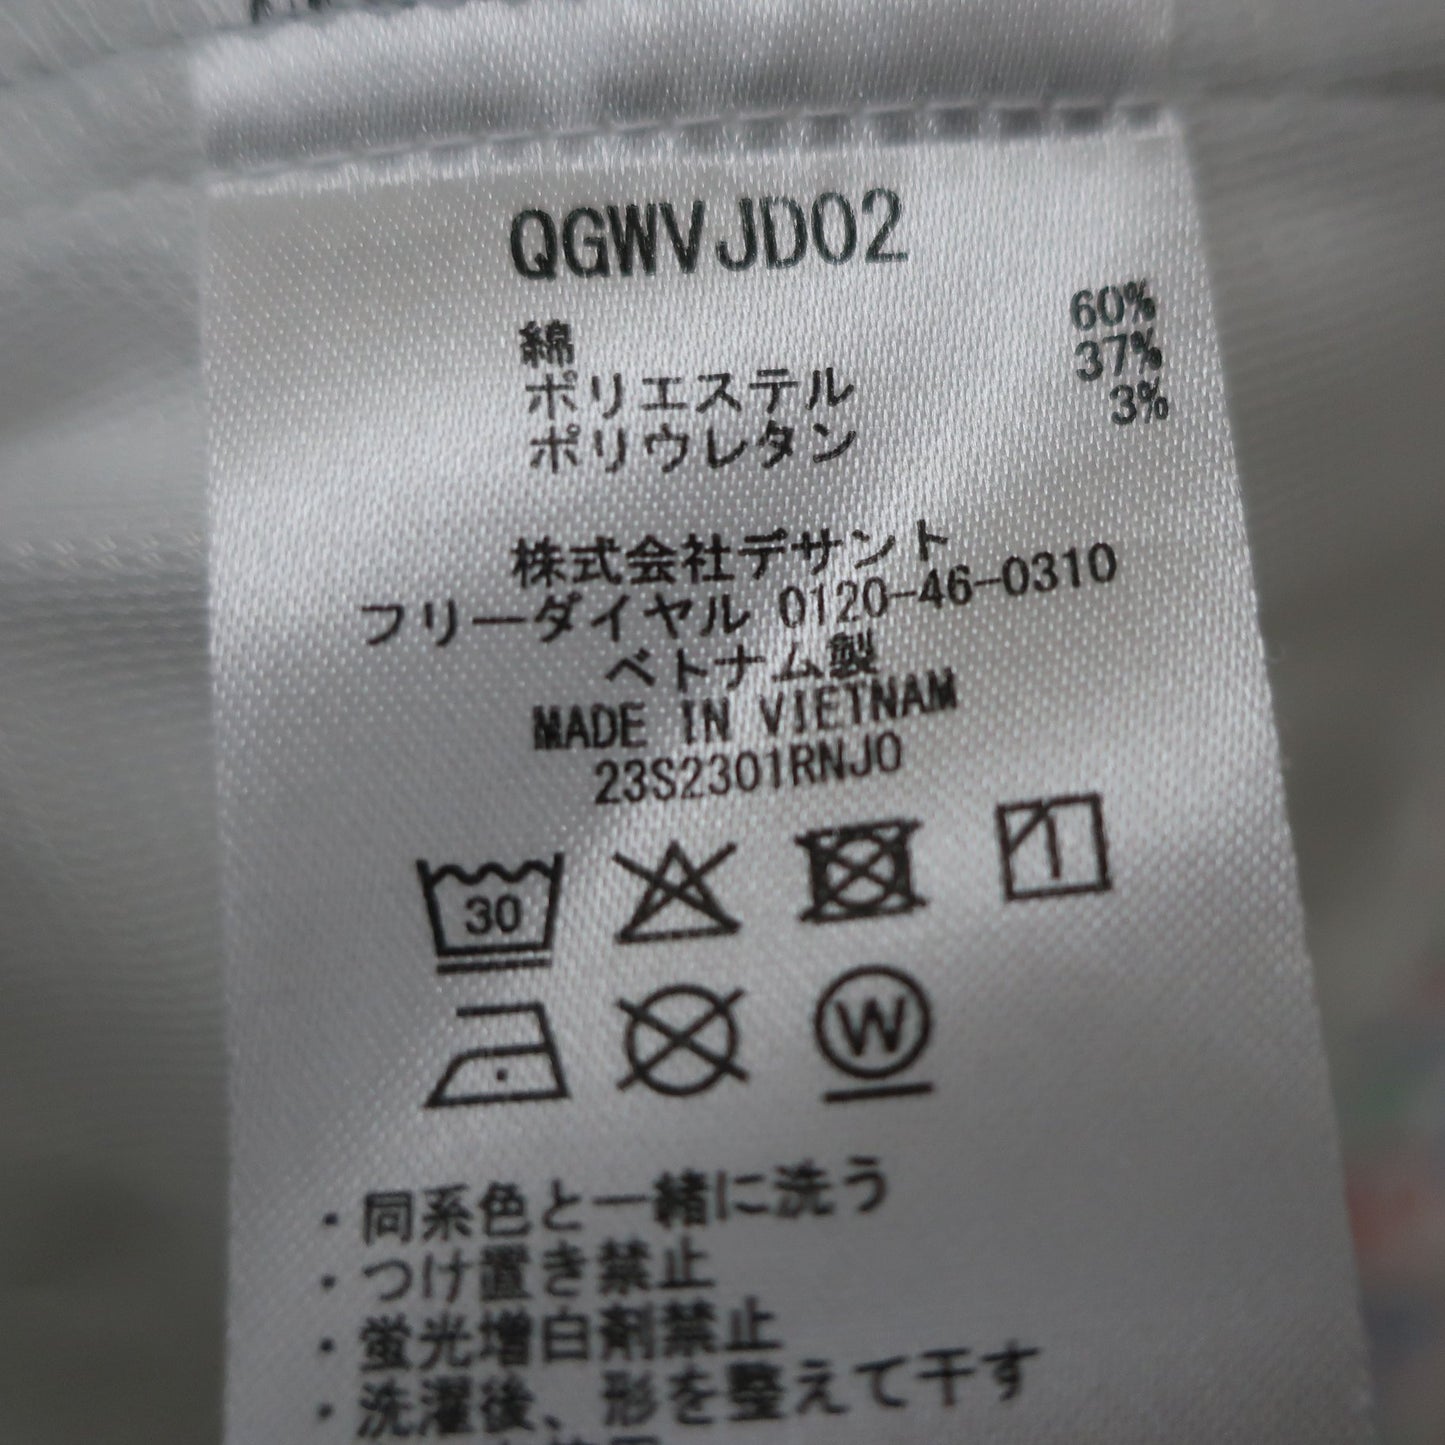 QGWVJD02
綿 60%
ポリエステル 37%
ポリウレタン 3%
株式会社デサント
フリーダイヤル 0120-46-0310
ベトナム製
MADE IN VIETNAM
23S2301RNJO
30
W
・同系色と一緒に洗う
・つけ置き禁止
・蛍光増白剤禁止
・洗濯後、形を整えて干す